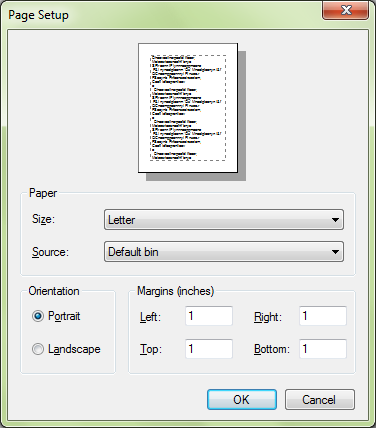 Page Setup
Paper
Size:
Letter
Source:
Default bin
Orientation
Portrait
Landscape
Margins (inches)
Left: 1 Right: 1
Top: 1 Bottom: 1
OK Cancel